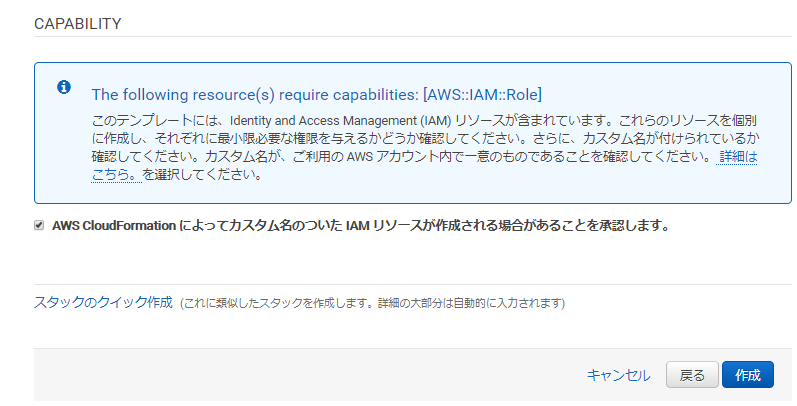 CAPABILITY
The following resource(s) require capabilities: [AWS::IAM::Role]
このテンプレートには、Identity and Access Management (IAM) リソースが含まれています。これらのリソースを個別
に作成し、それぞれに最小限必要な権限を与えるかどうか確認してください。さらに、カスタム名が付けられているか
確認してください。カスタム名が、ご利用の AWS アカウント内で一意のものであることを確認してください。 詳細は
こちら。を選択してください。
AWS CloudFormation によってカスタム名のついた IAM リソースが作成される場合があることを承認します。
スタックのクイック作成 (これに類似したスタックを作成します。詳細の大部分は自動的に入力されます)
キャンセル 戻る 作成